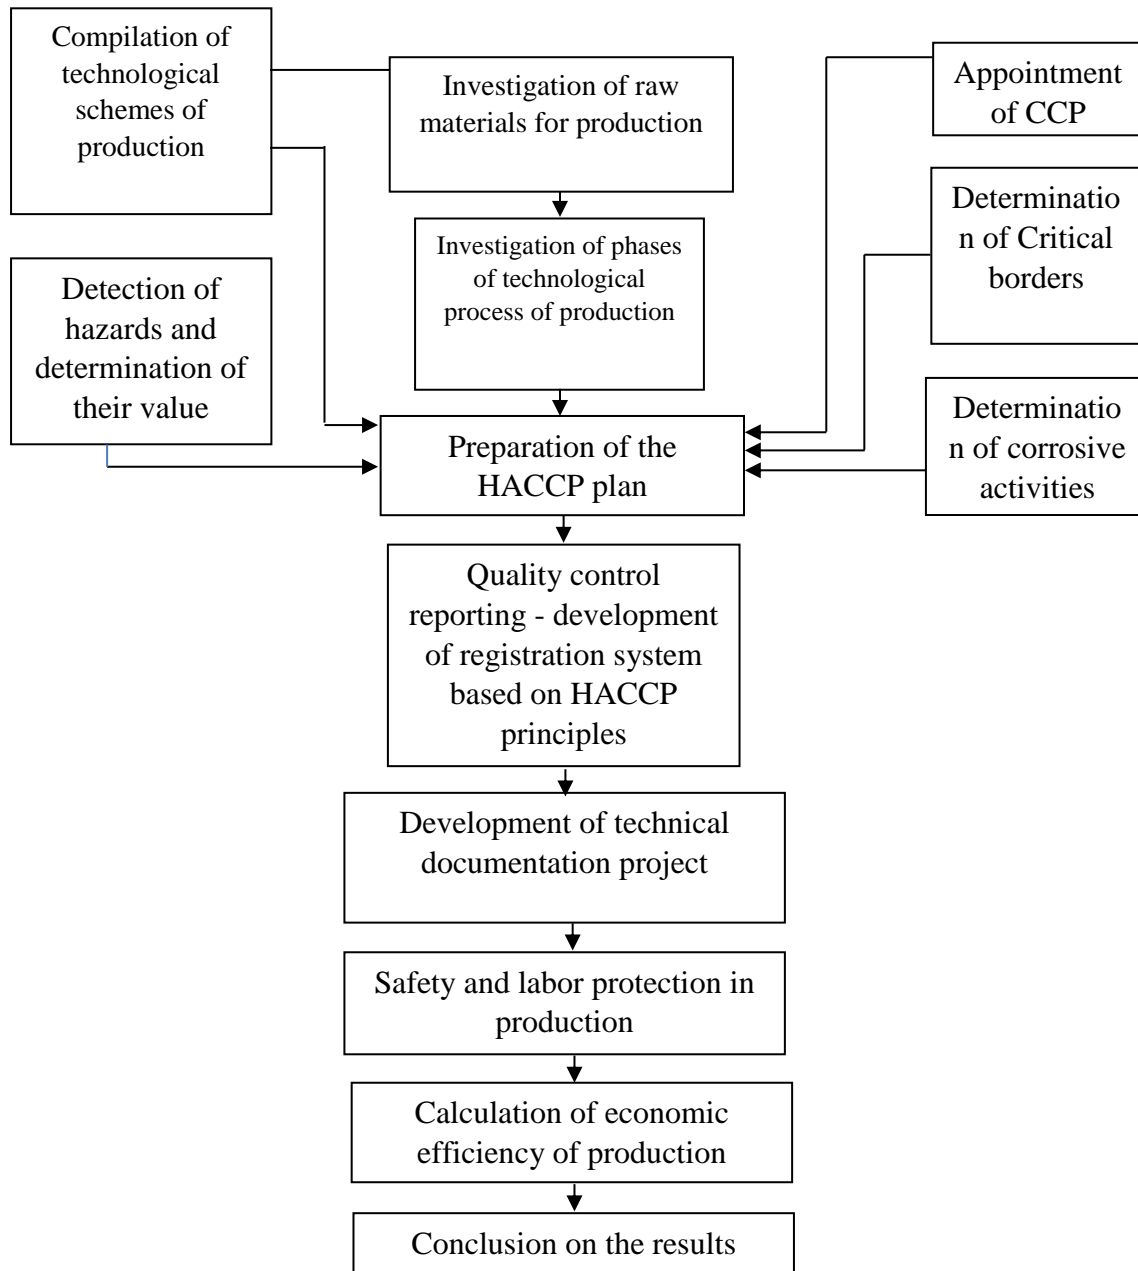 Compilation of
technological
schemes of
production
Investigation of raw
materials for production
Appointment
of CCP
Determinatio
n of Critical
borders
Investigation of phases
of technological
process of production
Detection of
hazards and
determination of
their value
Determinatio
n of corrosive
activities
Preparation of the
HACCP plan
Quality control
reporting - development
of registration system
based on HACCP
principles
Development of technical
documentation project
Safety and labor protection in
production
Calculation of economic
efficiency of production
Conclusion on the results